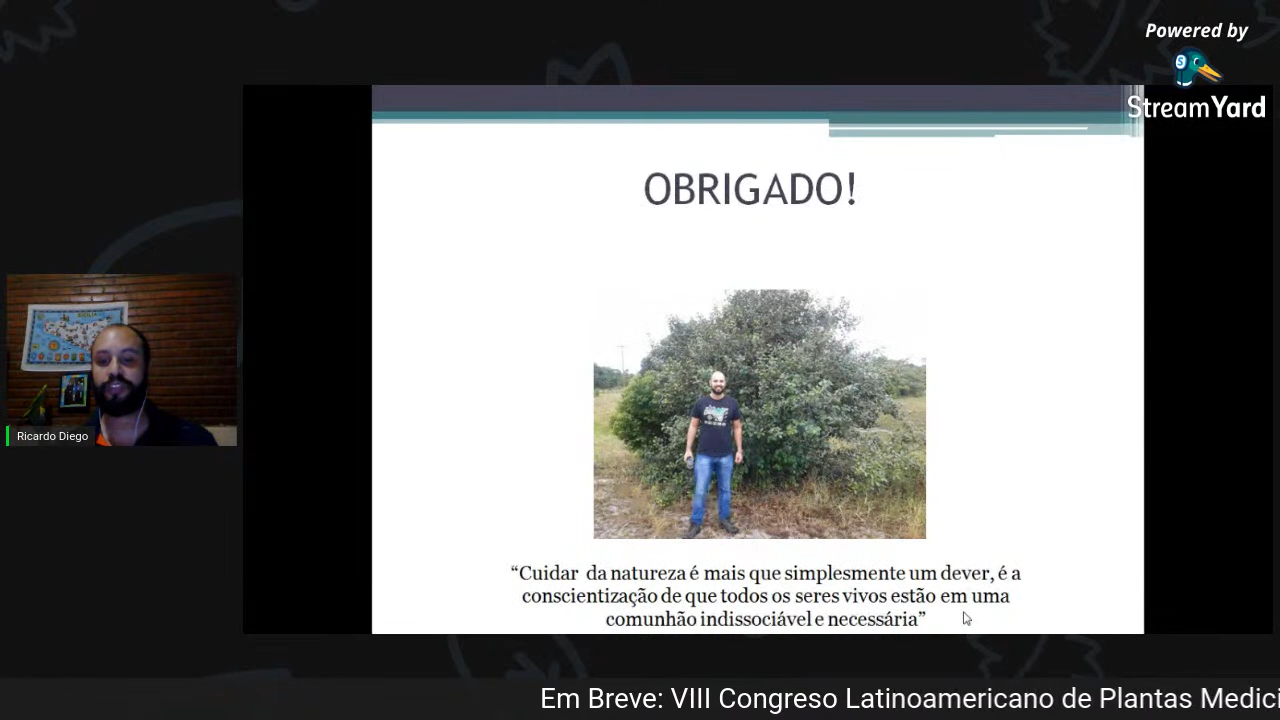 Powered by
StreamYard
OBRIGADO!
Ricardo Diego
“Cuidar da natureza é mais que simplesmente um dever, é a
conscientização de que todos os seres vivos estão em uma
comunhão indissociável e necessária”
Em Breve: VIII Congreso Latinoamericano de Plantas Medici